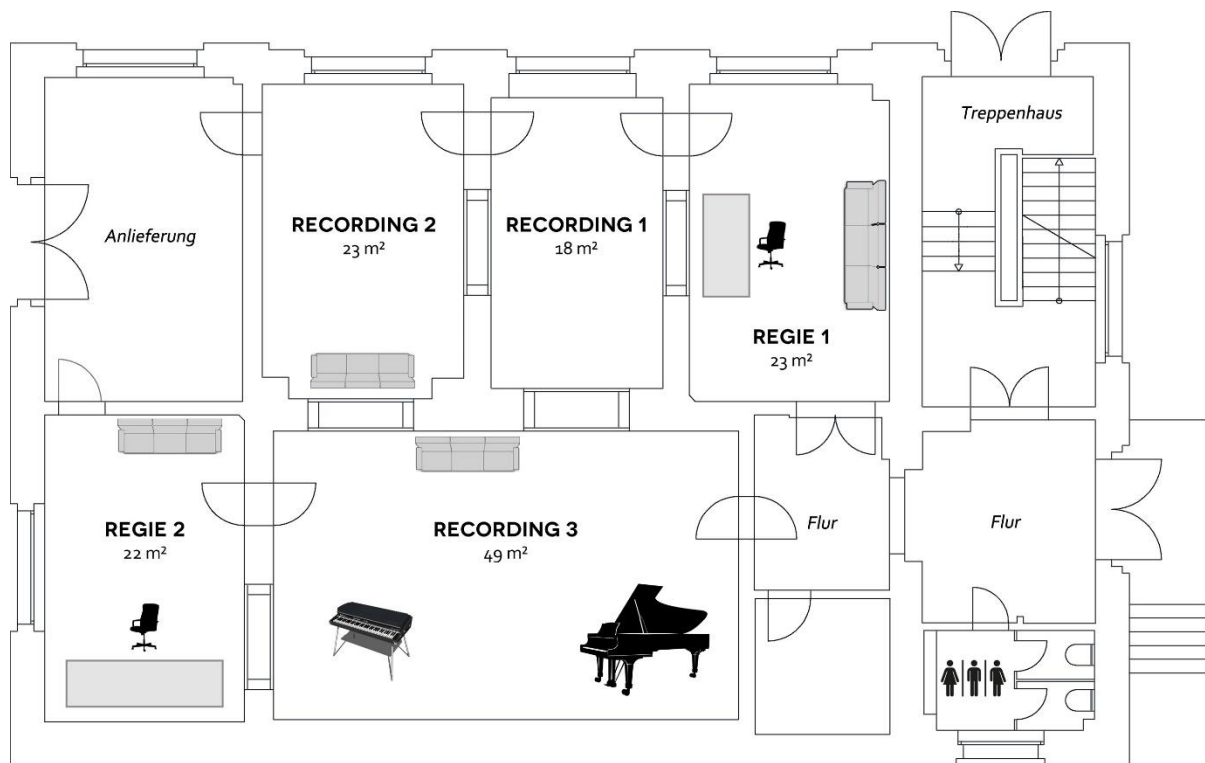 Treppenhaus
Anlieferung
RECORDING 2
23 m²
RECORDING 1
18 m²
REGIE 1
23 m²
REGIE 2
22 m²
RECORDING 3
49 m²
Flur
Flur